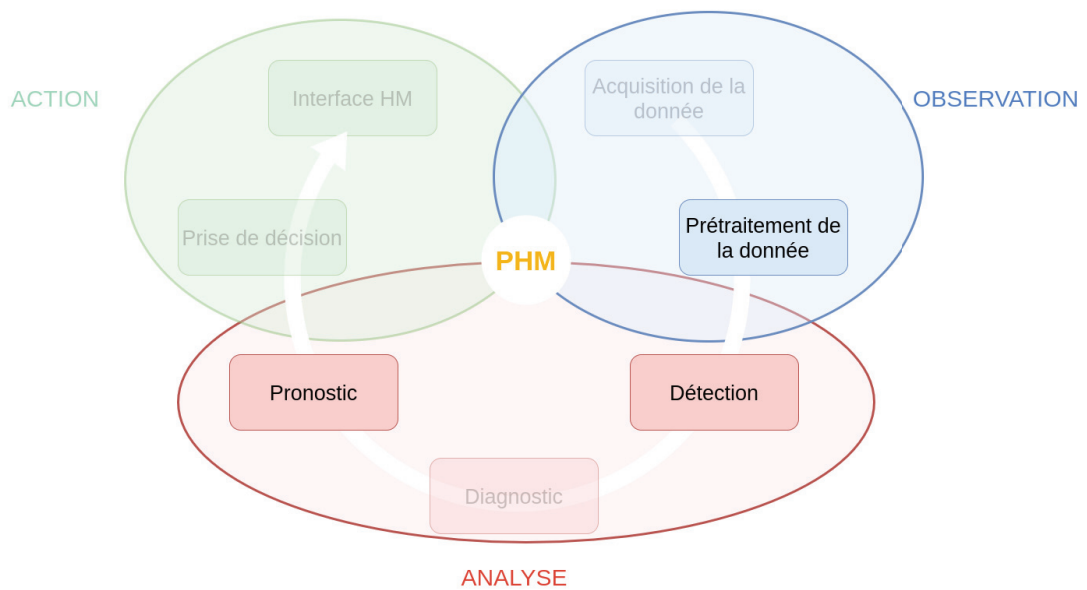 ACTION
Interface HM
Acquisition de la
donnée
OBSERVATION
Prise de décision
Prétraitement de
la donnée
PHM
Pronostic
Détection
Diagnostic
ANALYSE